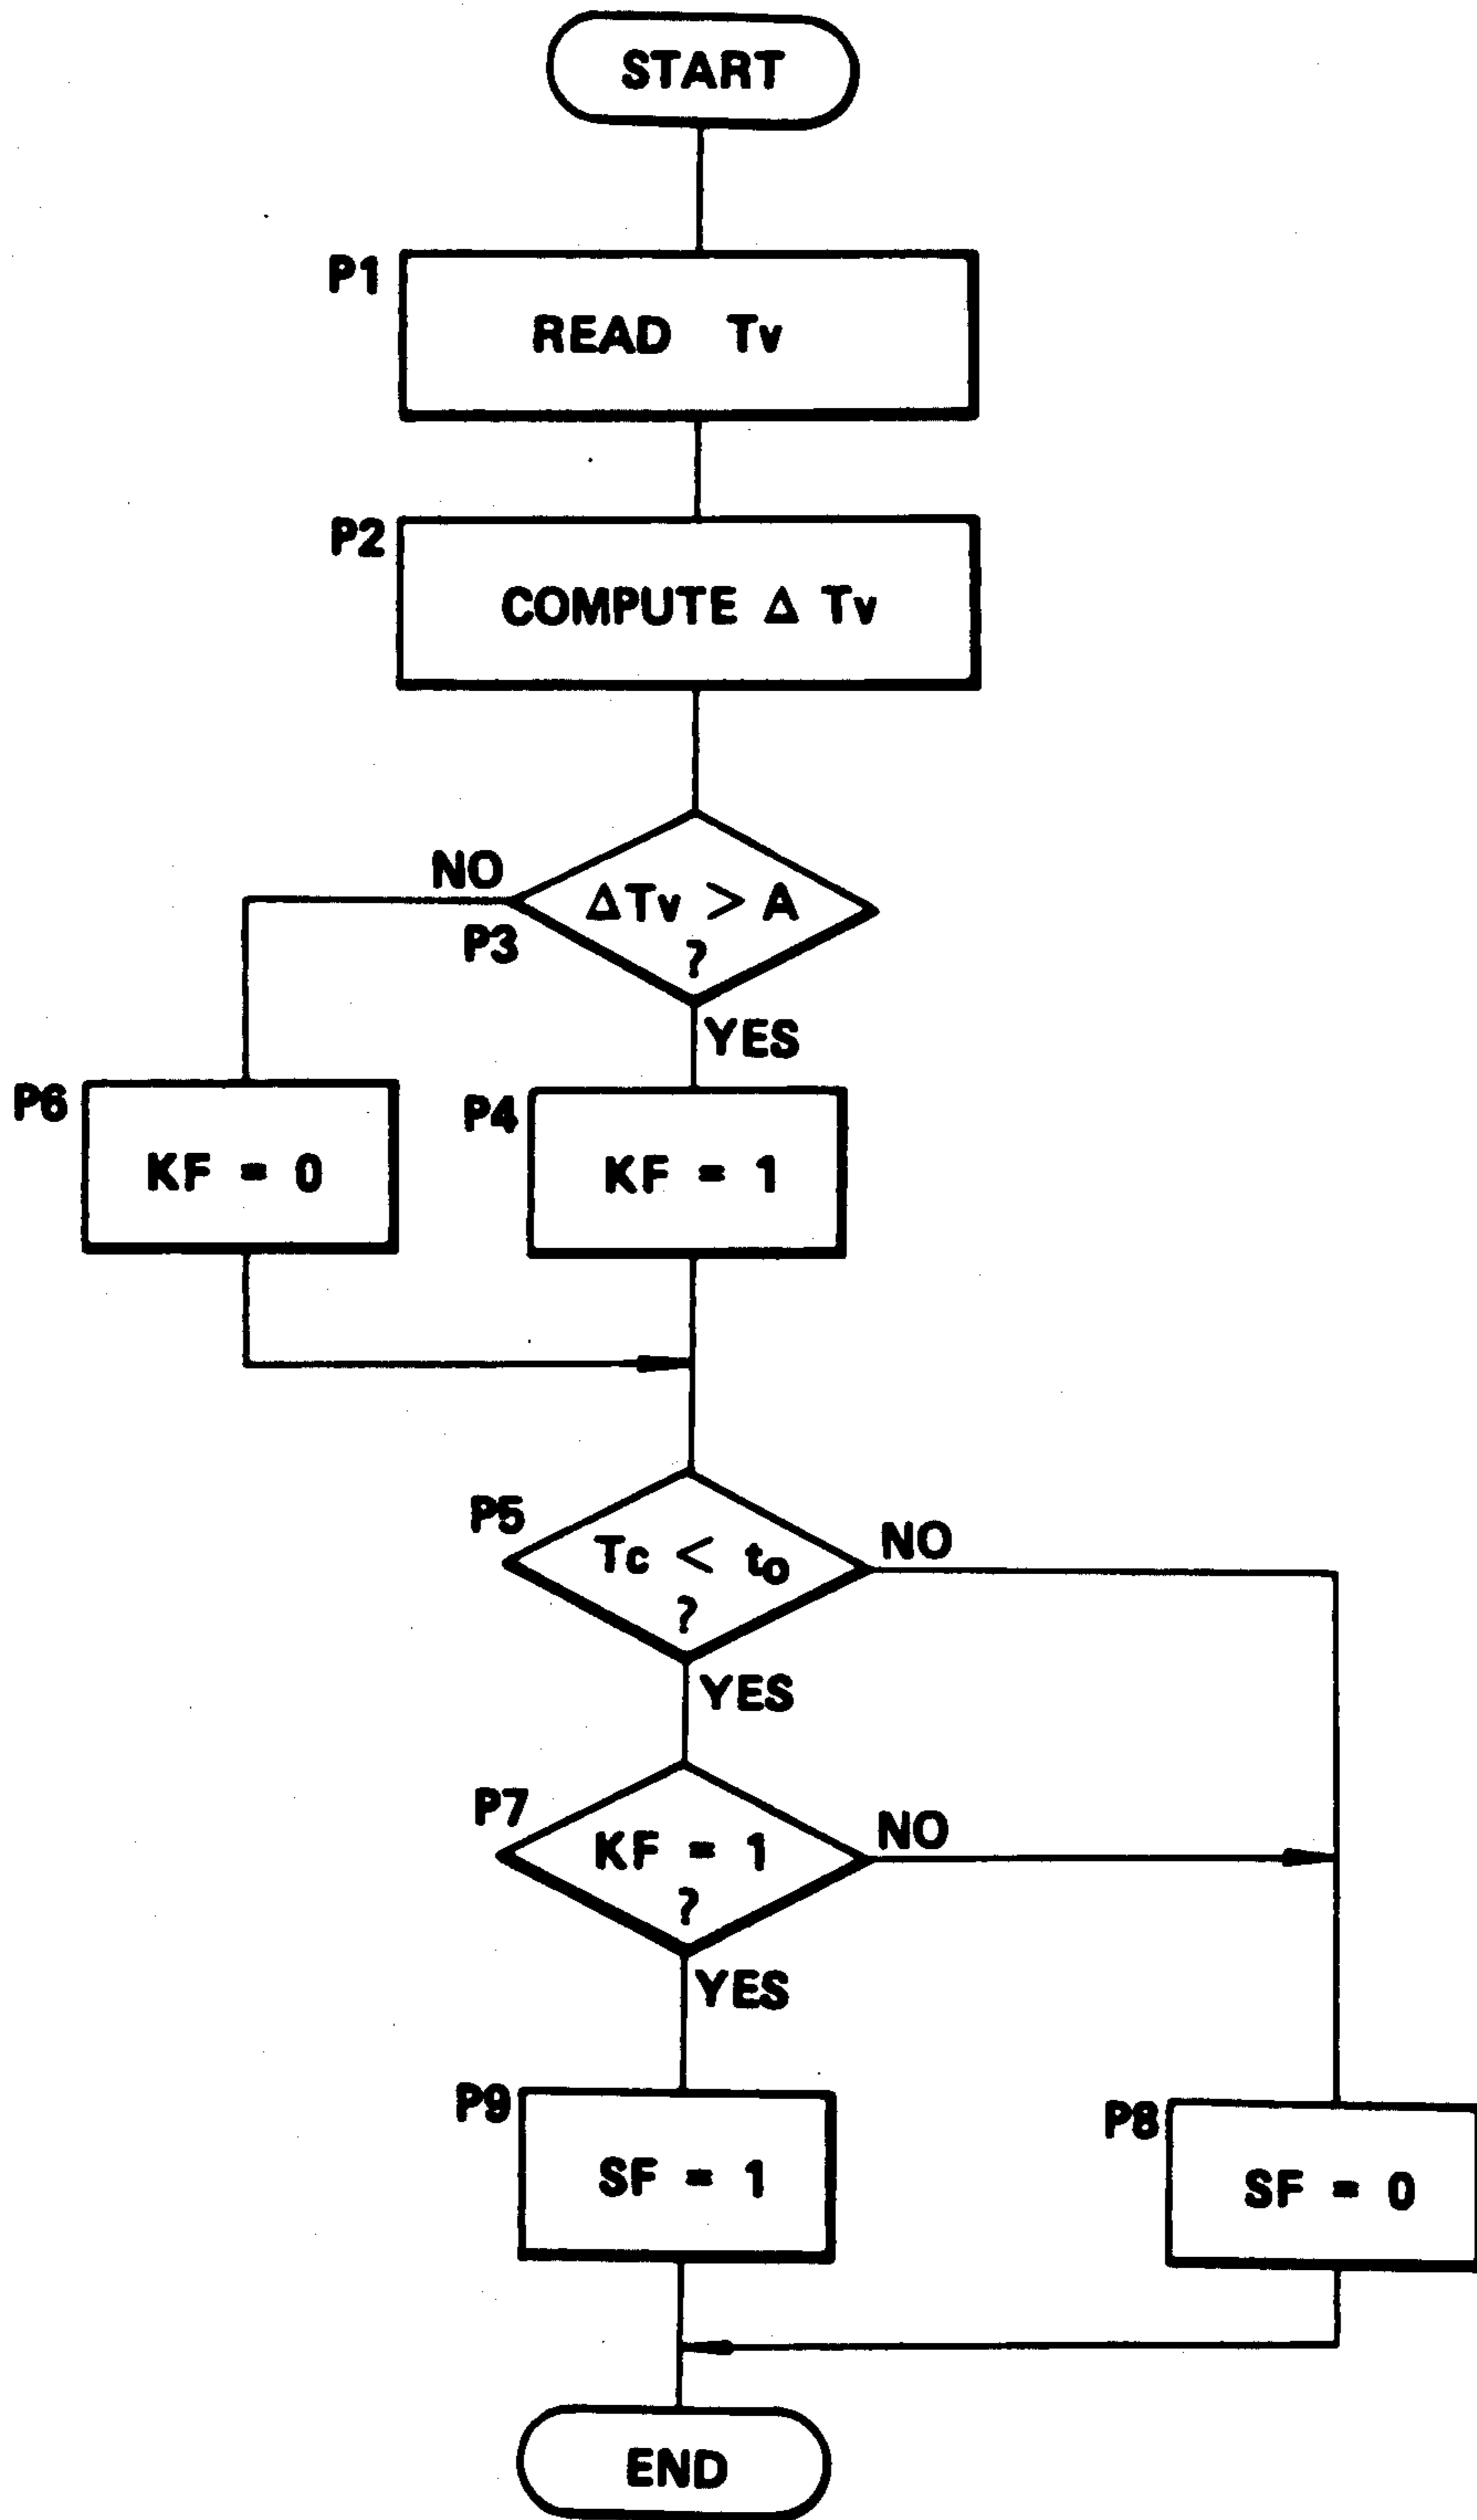 START
P1
READ Tv
P2
COMPUTE Δ Tv
NO
P3
ΔTv > A
?
YES
P6
KF = 0
P4
KF = 1
P5
Tc < to
?
NO
YES
P7
KF = 1
?
NO
YES
P9
SF = 1
P8
SF = 0
END